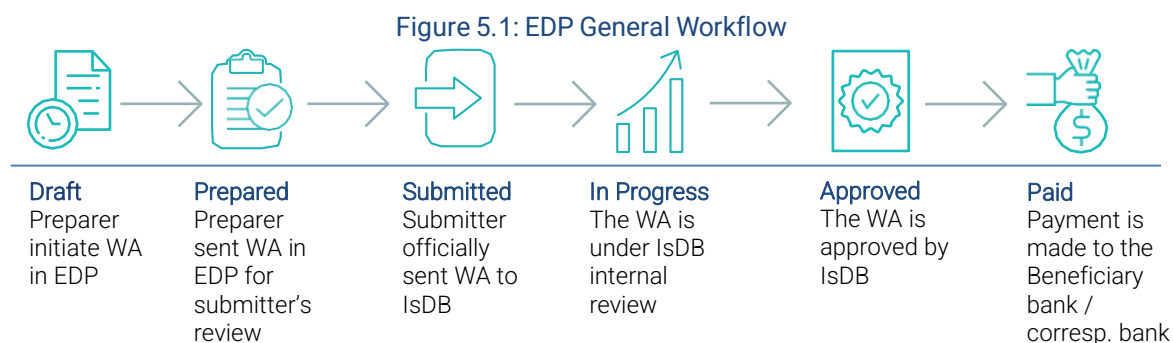 Figure 5.1: EDP General Workflow
$
Draft
Preparer
initiate WA
in EDP
Prepared
Preparer
sent WA in
EDP for
submitter’s
review
Submitted
Submitter
officially
sent WA to
IsDB
In Progress
The WA is
under IsDB
internal
review
Approved
The WA is
approved by
IsDB
Paid
Payment is
made to the
Beneficiary
bank /
corresp. bank